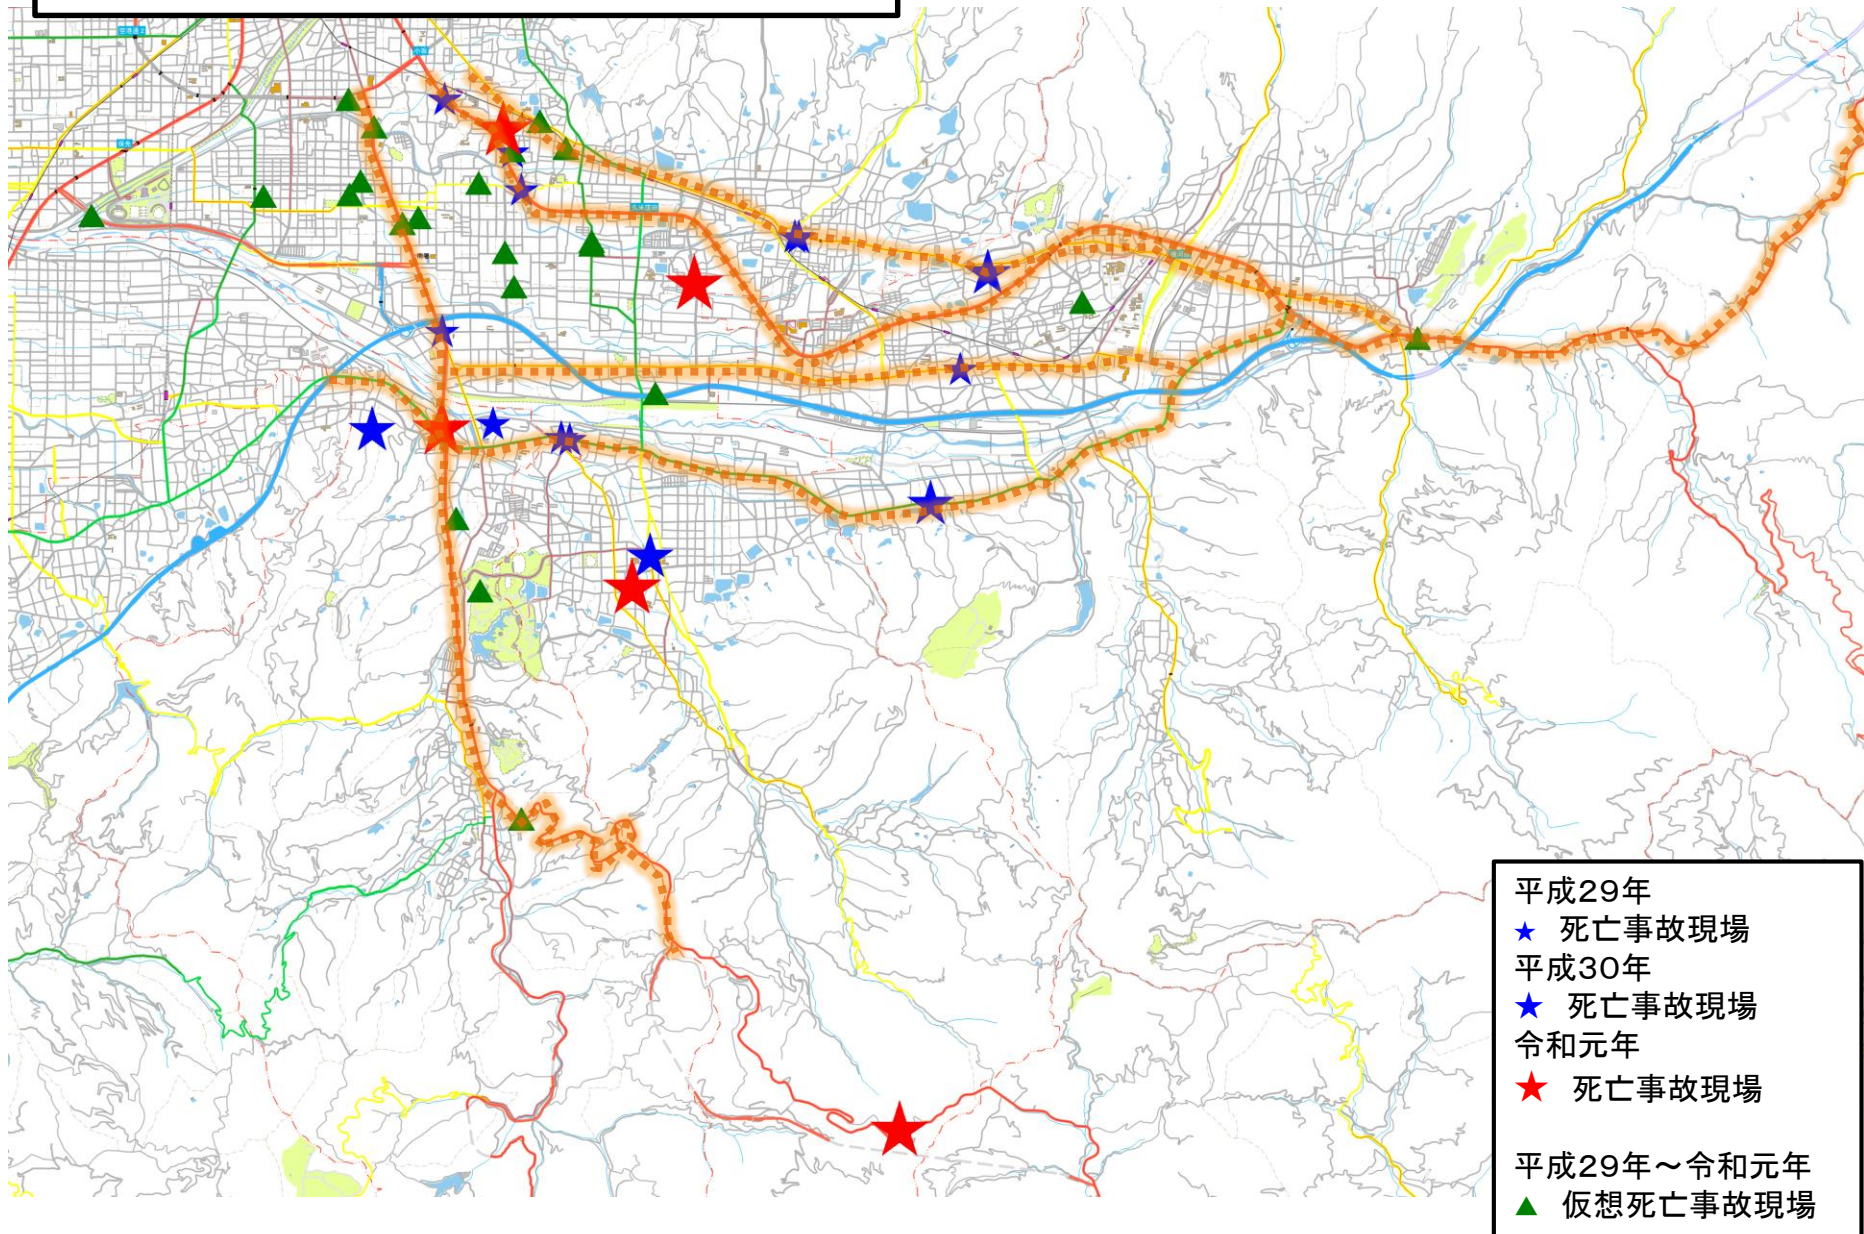 平成29年
★ 死亡事故現場
平成30年
★ 死亡事故現場
令和元年
★ 死亡事故現場
平成29年～令和元年
▲ 仮想死亡事故現場